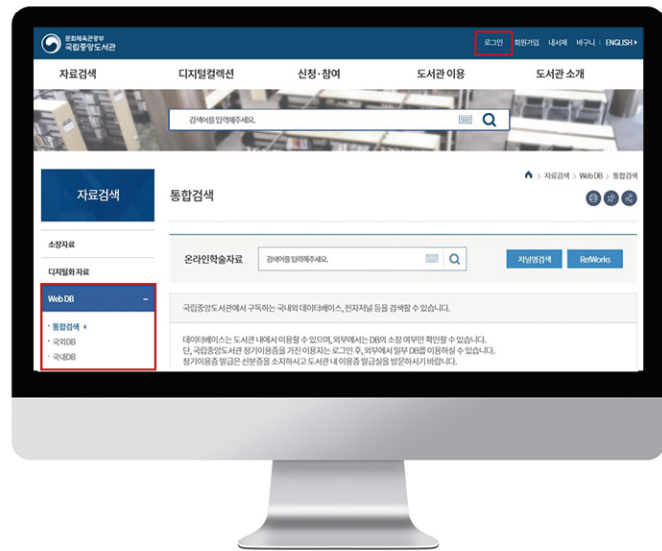 문화체육관광부
국립중앙도서관
로그인 회원가입 내서재 바구니 ENGLISH
자료검색 디지털컬렉션 신청·참여 도서관 이용 도서관 소개
검색어를 입력해주세요.
> 자료검색 > Web DB > 통합검색
자료검색
통합검색
소장자료
디지털화 자료
Web DB −
· 통합검색
· 국외DB
· 국내DB
온라인학술자료 검색어를 입력해주세요. 저널명검색 RefWorks
국립중앙도서관에서 구독하는 국내외 데이터베이스, 전자저널 등을 검색할 수 있습니다.
데이터베이스는 도서관 내에서 이용할 수 있으며, 외부에서는 DB의 소장 여부만 확인할 수 있습니다.
단, 국립중앙도서관 정기이용증을 가진 이용자는 로그인 후, 외부에서 일부 DB를 이용하실 수 있습니다.
정기이용증 발급은 신분증을 소지하시고 도서관 내 이용증 발급실을 방문하시기 바랍니다.